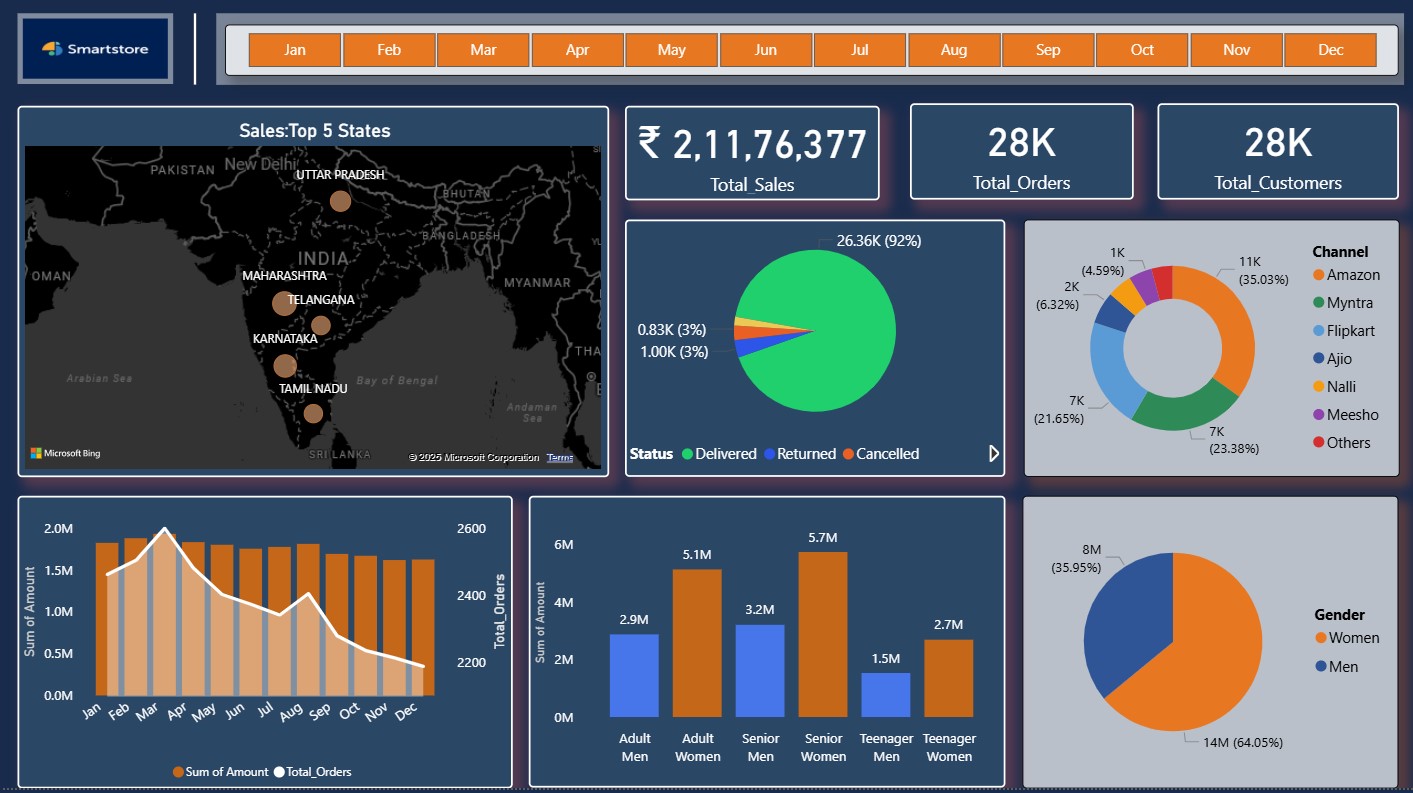 Smartstore
Jan Feb Mar Apr May Jun Jul Aug Sep Oct Nov Dec
Sales:Top 5 States
PAKISTAN
New Delhi
UTTAR PRADESH
BHUTAN
BANGLADESH
INDIA
OMAN
MAHARASHTRA
MYANMAR
TELANGANA
KARNATAKA
THA
TAMIL NADU
Arabian Sea
Bay of Bengal
Andaman
Sea
SRI LANKA
Microsoft Bing
© 2025 Microsoft Corporation Terms
₹ 2,11,76,377
Total_Sales
28K
Total_Orders
28K
Total_Customers
26.36K (92%)
0.83K (3%)
1.00K (3%)
Status Delivered Returned Cancelled
1K
(4.59%)
2K
(6.32%)
7K
(21.65%)
11K
(35.03%)
7K
(23.38%)
Channel
Amazon
Myntra
Flipkart
Ajio
Nalli
Meesho
Others
Sum of Amount
2.0M
1.5M
1.0M
0.5M
0.0M
2600
2400
2200
Total_Orders
Jan Feb Mar Apr May Jun Jul Aug Sep Oct Nov Dec
Sum of Amount Total_Orders
Sum of Amount
6M
4M
2M
0M
2.9M
5.1M
3.2M
5.7M
1.5M
2.7M
Adult
Men
Adult
Women
Senior
Men
Senior
Women
Teenager
Men
Teenager
Women
8M
(35.95%)
14M (64.05%)
Gender
Women
Men